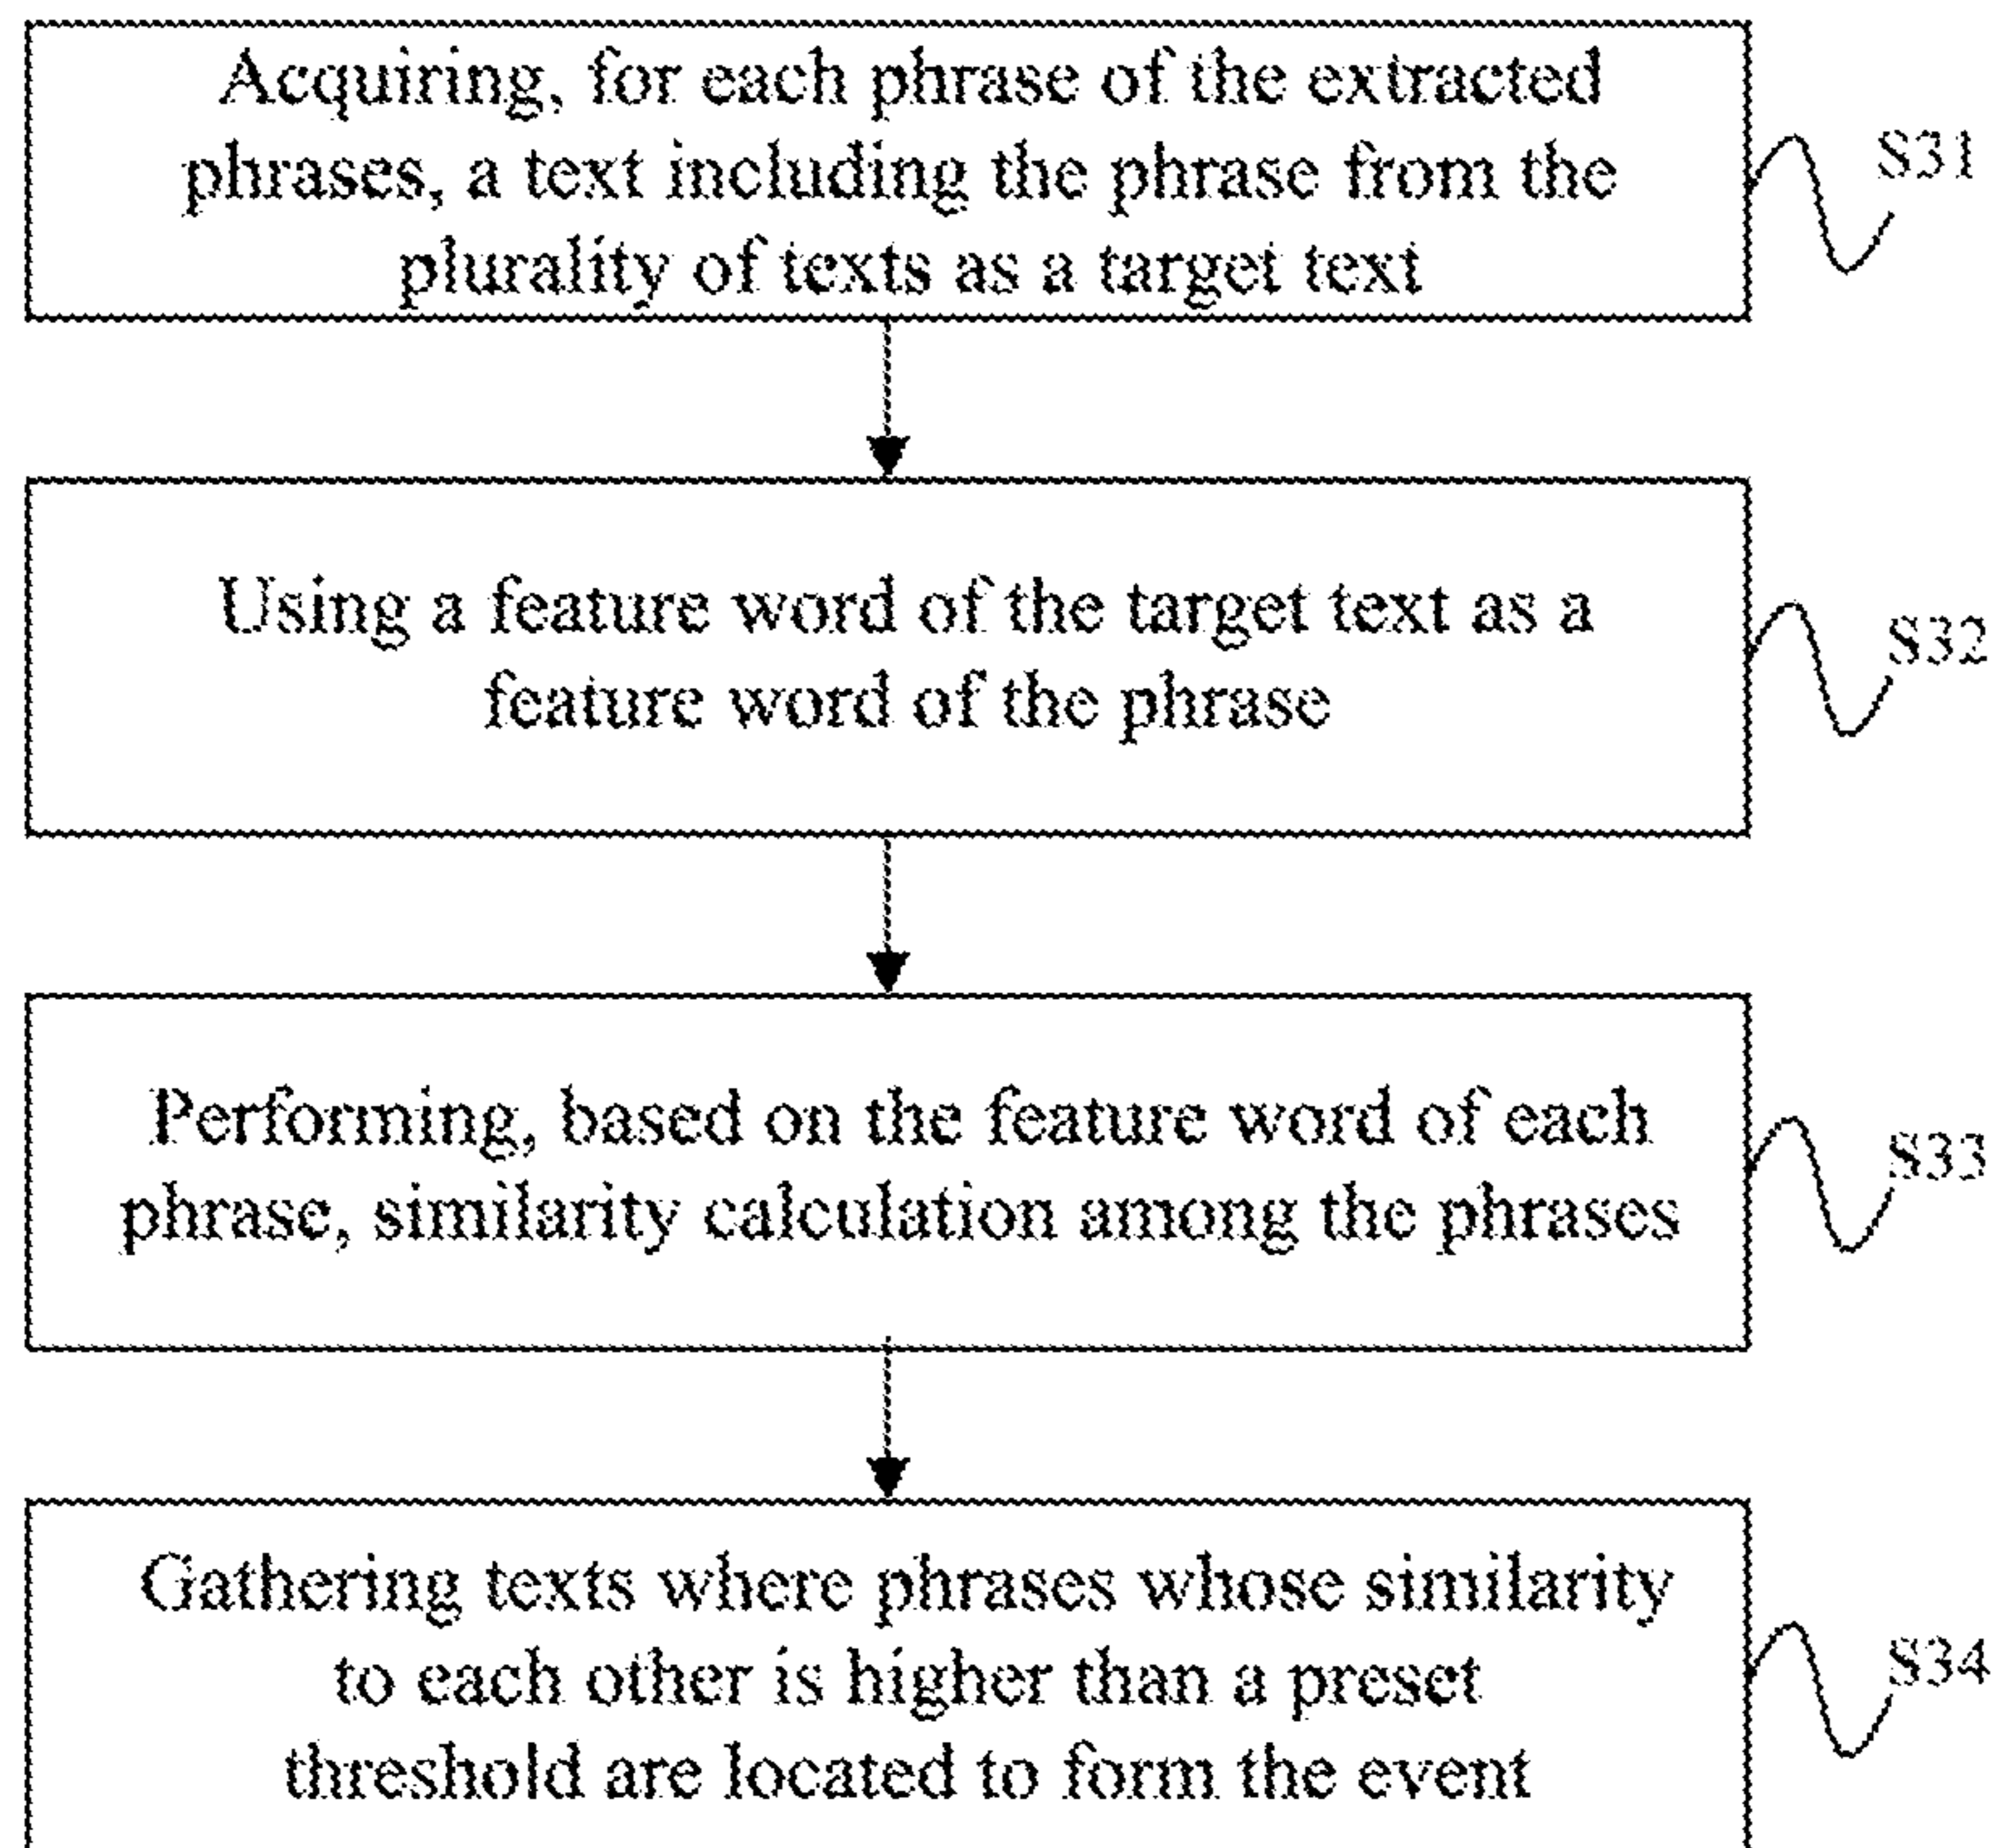 Acquiring, for each phrase of the extracted
phrases, a text including the phrase from the
plurality of texts as a target text
S31
Using a feature word of the target text as a
feature word of the phrase
S32
Performing, based on the feature word of each
phrase, similarity calculation among the phrases
S33
Gathering texts where phrases whose similarity
to each other is higher than a preset
threshold are located to form the event
S34